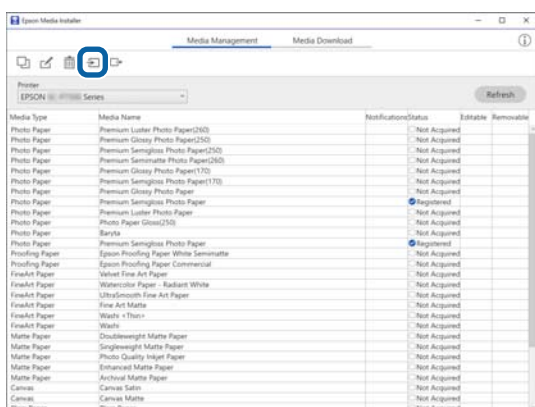 Epson Media Installer
Media Management Media Download
Printer
EPSON Series
Refresh
Media Type Media Name Notifications Status Editable Removable
Photo Paper Premium Luster Photo Paper(260) Not Acquired
Photo Paper Premium Glossy Photo Paper(250) Not Acquired
Photo Paper Premium Semigloss Photo Paper(250) Not Acquired
Photo Paper Premium Semimatte Photo Paper(260) Not Acquired
Photo Paper Premium Glossy Photo Paper(170) Not Acquired
Photo Paper Premium Semigloss Photo Paper(170) Not Acquired
Photo Paper Premium Glossy Photo Paper Not Acquired
Photo Paper Premium Semigloss Photo Paper Registered
Photo Paper Premium Luster Photo Paper Not Acquired
Photo Paper Photo Paper Gloss(250) Not Acquired
Photo Paper Baryta Not Acquired
Photo Paper Premium Semigloss Photo Paper Registered
Proofing Paper Epson Proofing Paper White Semimatte Not Acquired
Proofing Paper Epson Proofing Paper Commercial Not Acquired
FineArt Paper Velvet Fine Art Paper Not Acquired
FineArt Paper Watercolor Paper - Radiant White Not Acquired
FineArt Paper UltraSmooth Fine Art Paper Not Acquired
FineArt Paper Fine Art Matte Not Acquired
FineArt Paper Washi <Thin> Not Acquired
FineArt Paper Washi Not Acquired
Matte Paper Doubleweight Matte Paper Not Acquired
Matte Paper Singleweight Matte Paper Not Acquired
Matte Paper Photo Quality Inkjet Paper Not Acquired
Matte Paper Enhanced Matte Paper Not Acquired
Matte Paper Archival Matte Paper Not Acquired
Canvas Canvas Satin Not Acquired
Canvas Canvas Matte Not Acquired